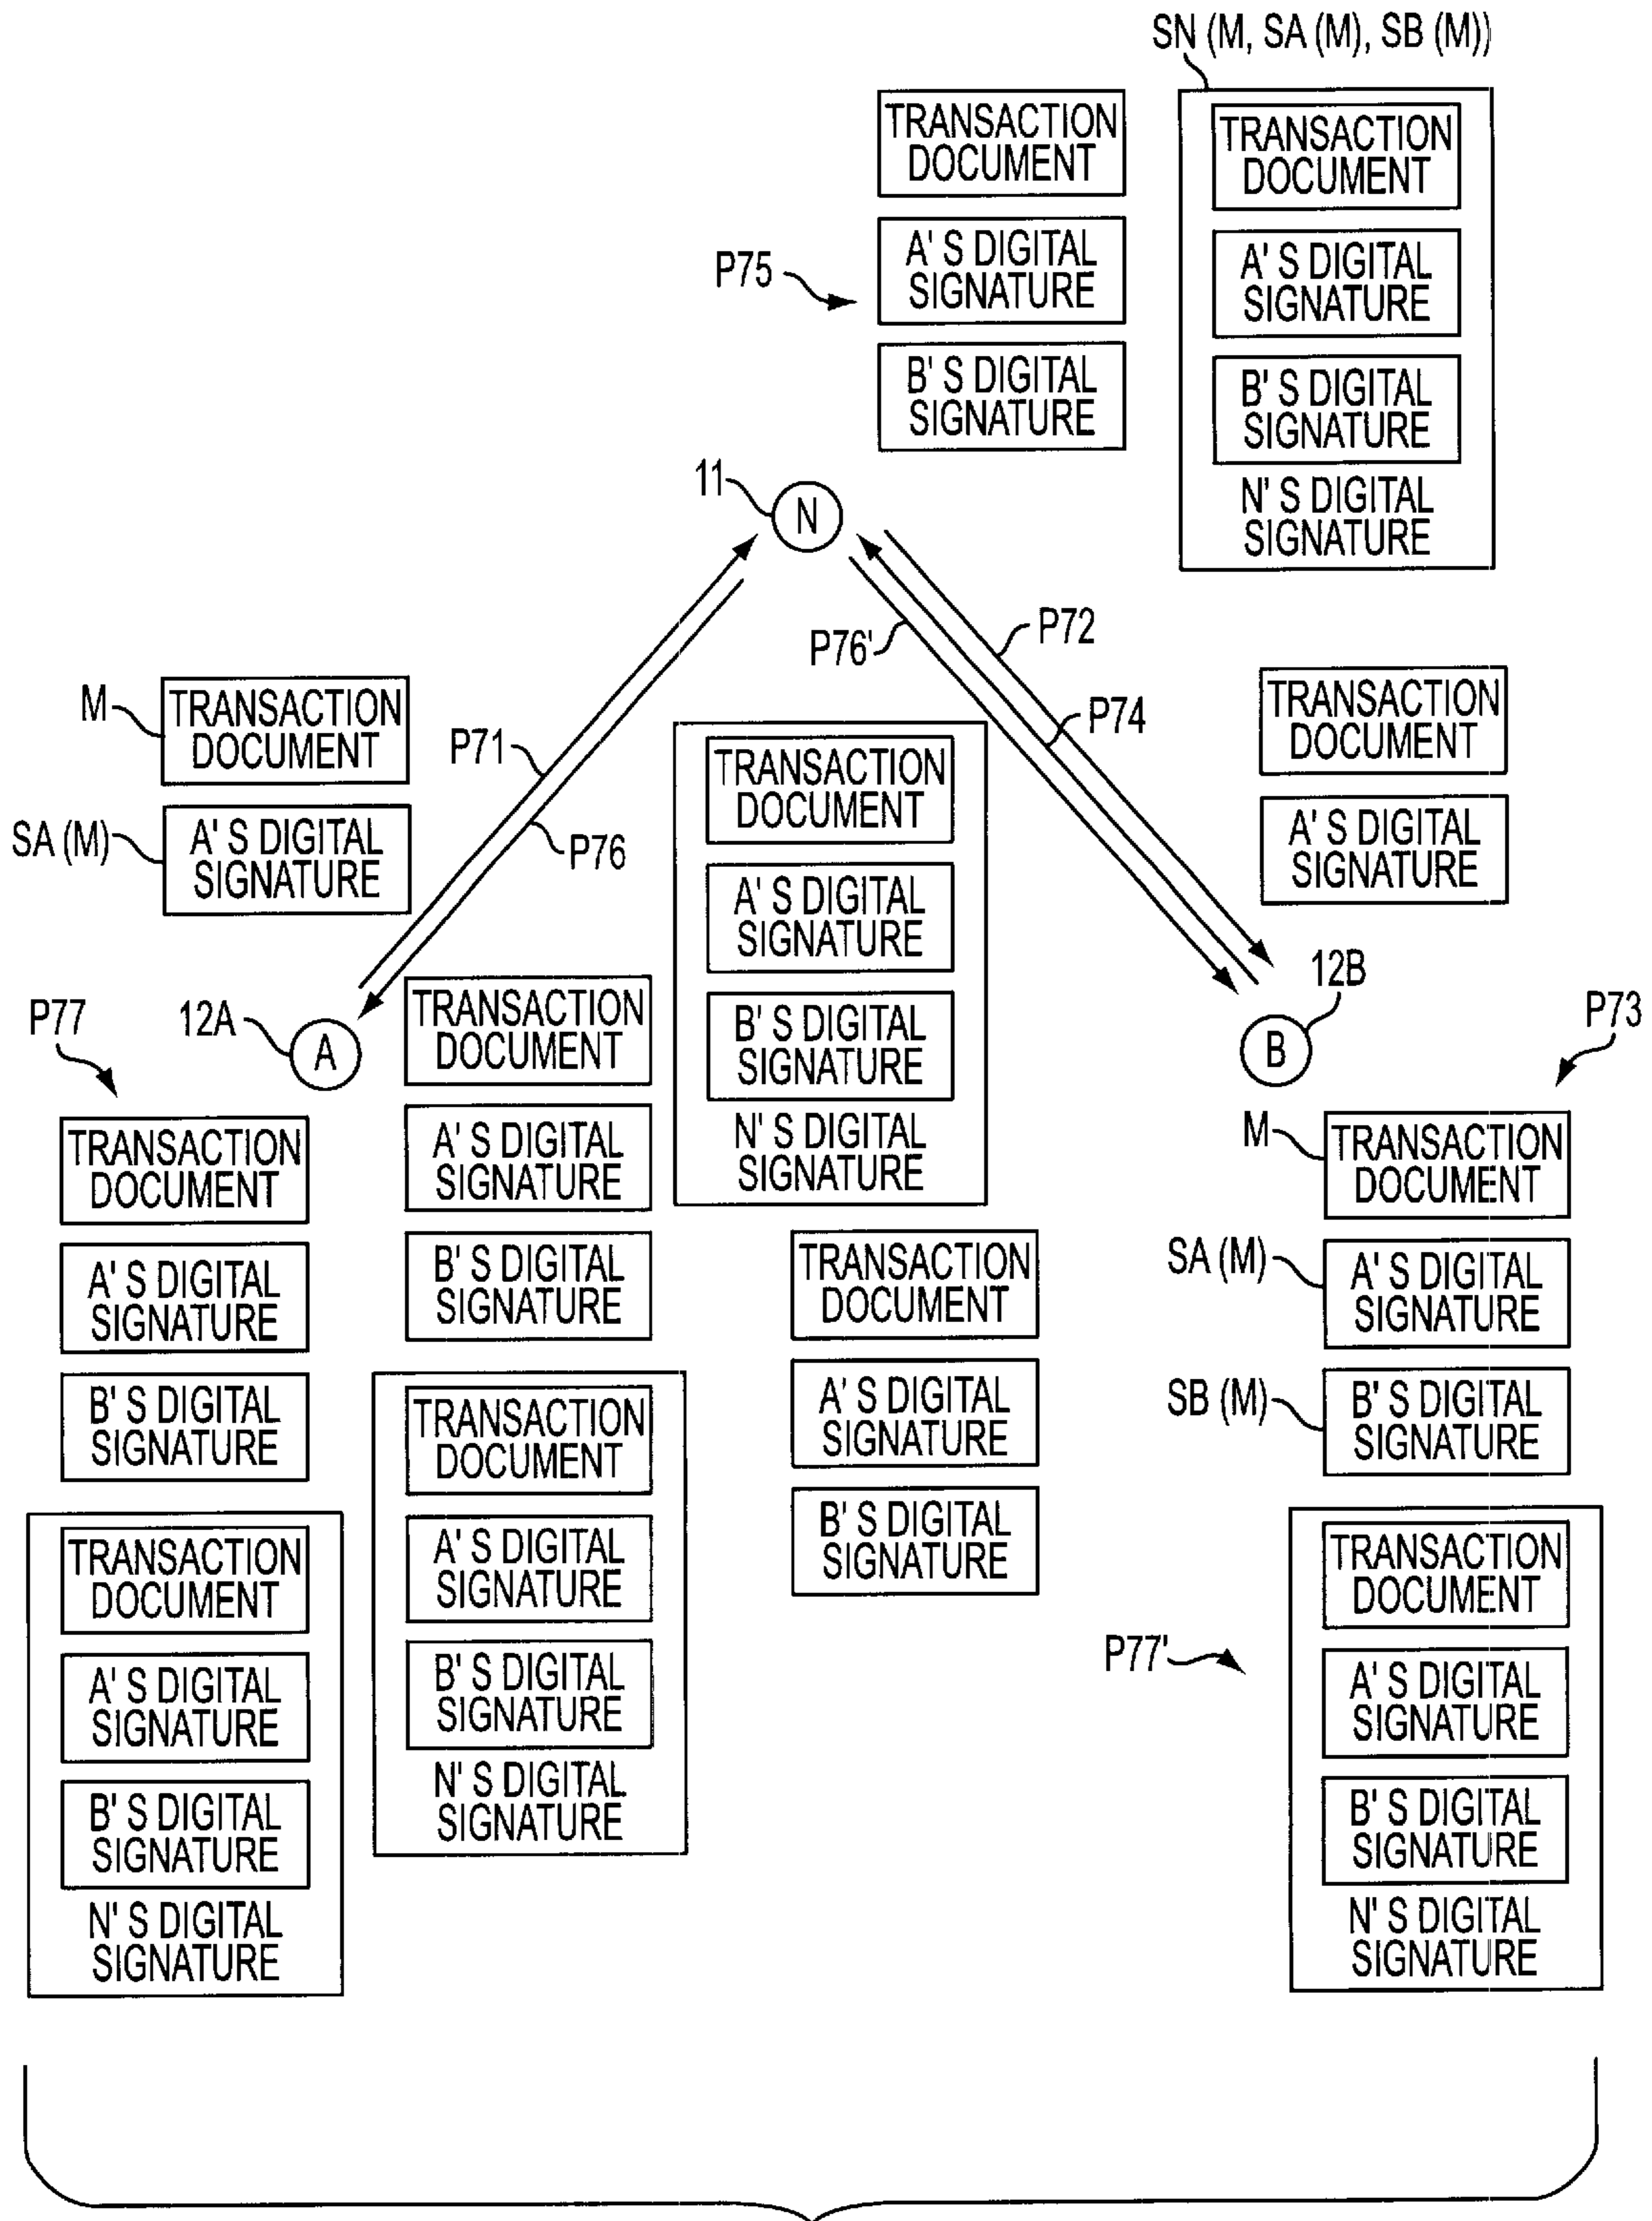 SN (M, SA (M), SB (M))
TRANSACTION
DOCUMENT
A' S DIGITAL
SIGNATURE
B' S DIGITAL
SIGNATURE
TRANSACTION
DOCUMENT
A' S DIGITAL
SIGNATURE
B' S DIGITAL
SIGNATURE
N' S DIGITAL
SIGNATURE
P75
11
N
P76'
P72
P74
P71
P76
M
TRANSACTION
DOCUMENT
SA (M)
A' S DIGITAL
SIGNATURE
TRANSACTION
DOCUMENT
A' S DIGITAL
SIGNATURE
B' S DIGITAL
SIGNATURE
N' S DIGITAL
SIGNATURE
TRANSACTION
DOCUMENT
A' S DIGITAL
SIGNATURE
P77
12A
A
12B
B
P73
TRANSACTION
DOCUMENT
A' S DIGITAL
SIGNATURE
B' S DIGITAL
SIGNATURE
TRANSACTION
DOCUMENT
A' S DIGITAL
SIGNATURE
B' S DIGITAL
SIGNATURE
N' S DIGITAL
SIGNATURE
TRANSACTION
DOCUMENT
A' S DIGITAL
SIGNATURE
B' S DIGITAL
SIGNATURE
TRANSACTION
DOCUMENT
A' S DIGITAL
SIGNATURE
B' S DIGITAL
SIGNATURE
N' S DIGITAL
SIGNATURE
TRANSACTION
DOCUMENT
A' S DIGITAL
SIGNATURE
B' S DIGITAL
SIGNATURE
M
TRANSACTION
DOCUMENT
SA (M)
A' S DIGITAL
SIGNATURE
SB (M)
B' S DIGITAL
SIGNATURE
P77'
TRANSACTION
DOCUMENT
A' S DIGITAL
SIGNATURE
B' S DIGITAL
SIGNATURE
N' S DIGITAL
SIGNATURE